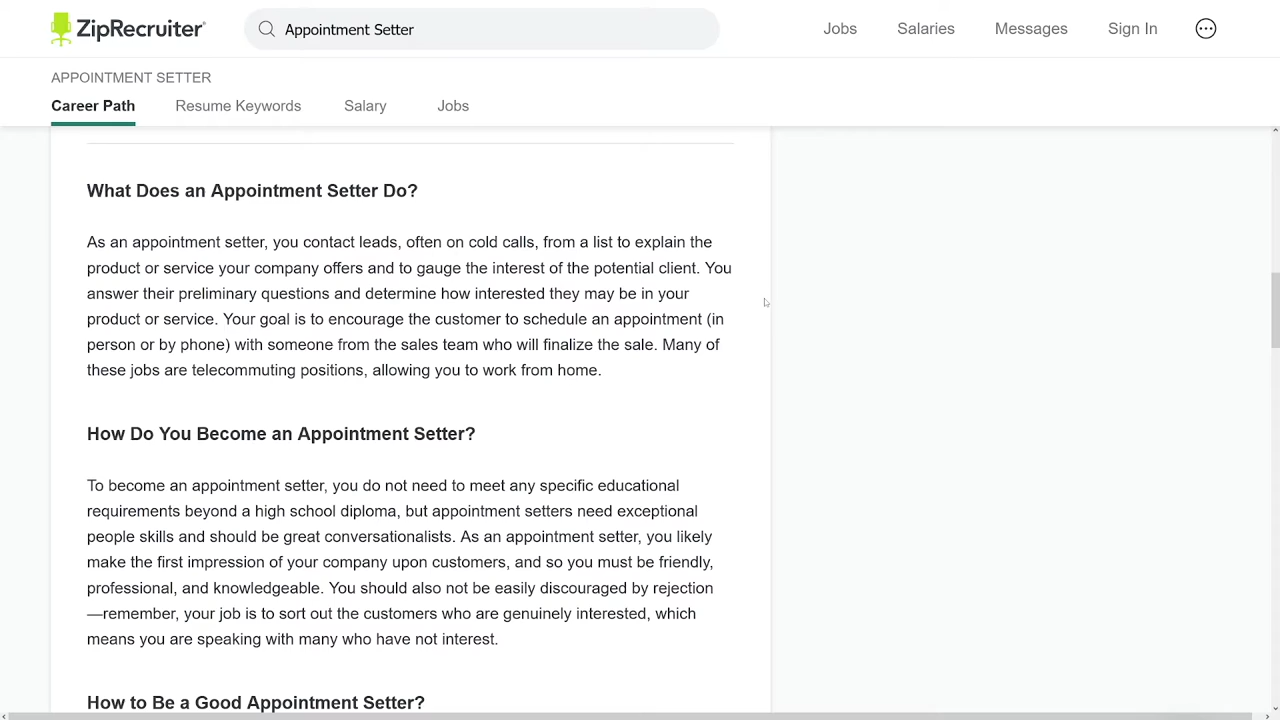 ZipRecruiter
Appointment Setter
Jobs
Salaries
Messages
Sign In
APPOINTMENT SETTER
Career Path
Resume Keywords
Salary
Jobs
What Does an Appointment Setter Do?
As an appointment setter, you contact leads, often on cold calls, from a list to explain the
product or service your company offers and to gauge the interest of the potential client. You
answer their preliminary questions and determine how interested they may be in your
product or service. Your goal is to encourage the customer to schedule an appointment (in
person or by phone) with someone from the sales team who will finalize the sale. Many of
these jobs are telecommuting positions, allowing you to work from home.
How Do You Become an Appointment Setter?
To become an appointment setter, you do not need to meet any specific educational
requirements beyond a high school diploma, but appointment setters need exceptional
people skills and should be great conversationalists. As an appointment setter, you likely
make the first impression of your company upon customers, and so you must be friendly,
professional, and knowledgeable. You should also not be easily discouraged by rejection
—remember, your job is to sort out the customers who are genuinely interested, which
means you are speaking with many who have not interest.
How to Be a Good Appointment Setter?